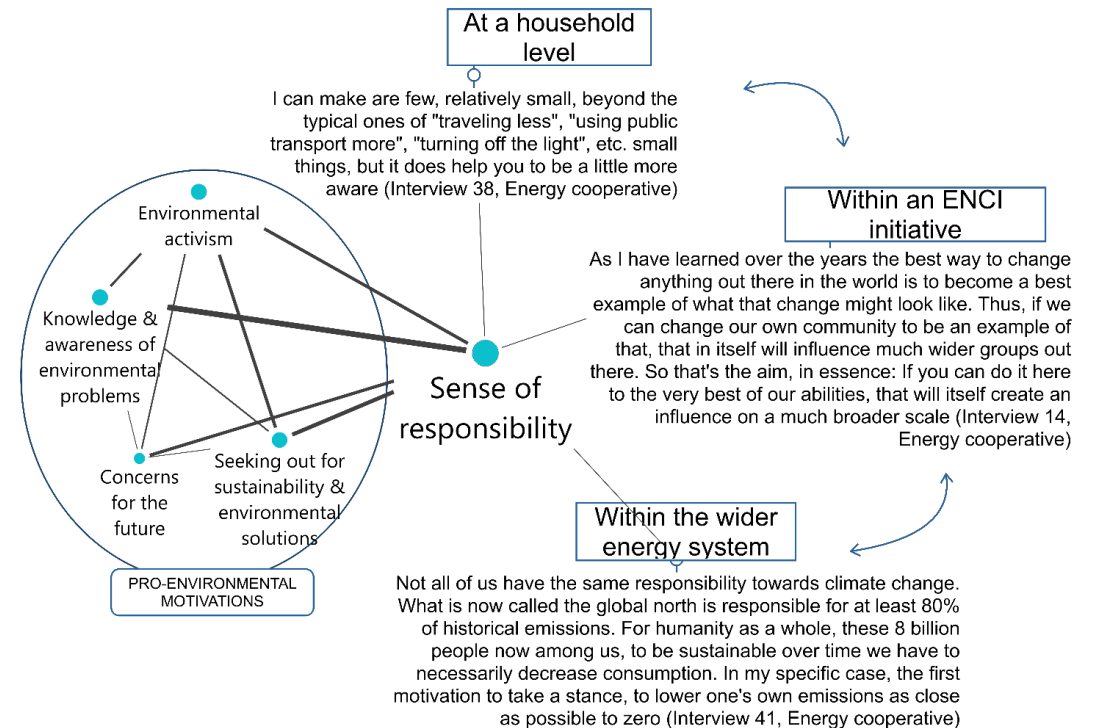 At a household
level
I can make are few, relatively small, beyond the
typical ones of "traveling less", "using public
transport more", "turning off the light", etc. small
things, but it does help you to be a little more
aware (Interview 38, Energy cooperative)
Within an ENCI
initiative
As I have learned over the years the best way to change
anything out there in the world is to become a best
example of what that change might look like. Thus, if we
can change our own community to be an example of
that, that in itself will influence much wider groups out
there. So that's the aim, in essence: If you can do it here
to the very best of our abilities, that will itself create an
influence on a much broader scale (Interview 14,
Energy cooperative)
Environmental
activism
Knowledge &
awareness of
environmental
problems
Concerns
for the
future
Seeking out for
sustainability &
environmental
solutions
PRO-ENVIRONMENTAL
MOTIVATIONS
Sense of
responsibility
Within the wider
energy system
Not all of us have the same responsibility towards climate change.
What is now called the global north is responsible for at least 80%
of historical emissions. For humanity as a whole, these 8 billion
people now among us, to be sustainable over time we have to
necessarily decrease consumption. In my specific case, the first
motivation to take a stance, to lower one's own emissions as close
as possible to zero (Interview 41, Energy cooperative)